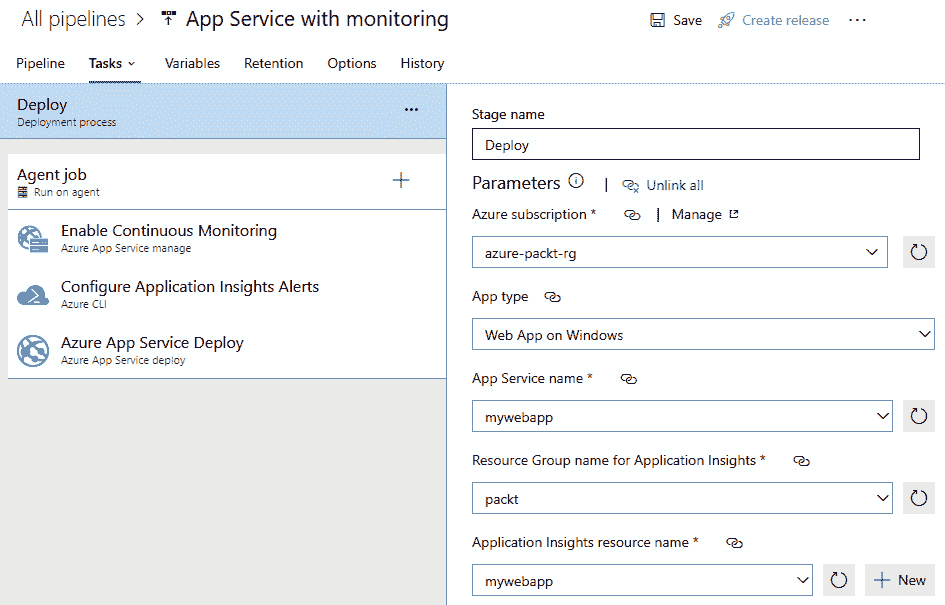 All pipelines > App Service with monitoring
Save
Create release
...
Pipeline
Tasks
Variables
Retention
Options
History
Deploy
Deployment process
...
Agent job
Run on agent
Enable Continuous Monitoring
Azure App Service manage
Configure Application Insights Alerts
Azure CLI
Azure App Service Deploy
Azure App Service deploy
Stage name
Deploy
Parameters | Unlink all
Azure subscription * | Manage
azure-packt-rg
App type
Web App on Windows
App Service name *
mywebapp
Resource Group name for Application Insights *
packt
Application Insights resource name *
mywebapp
+ New